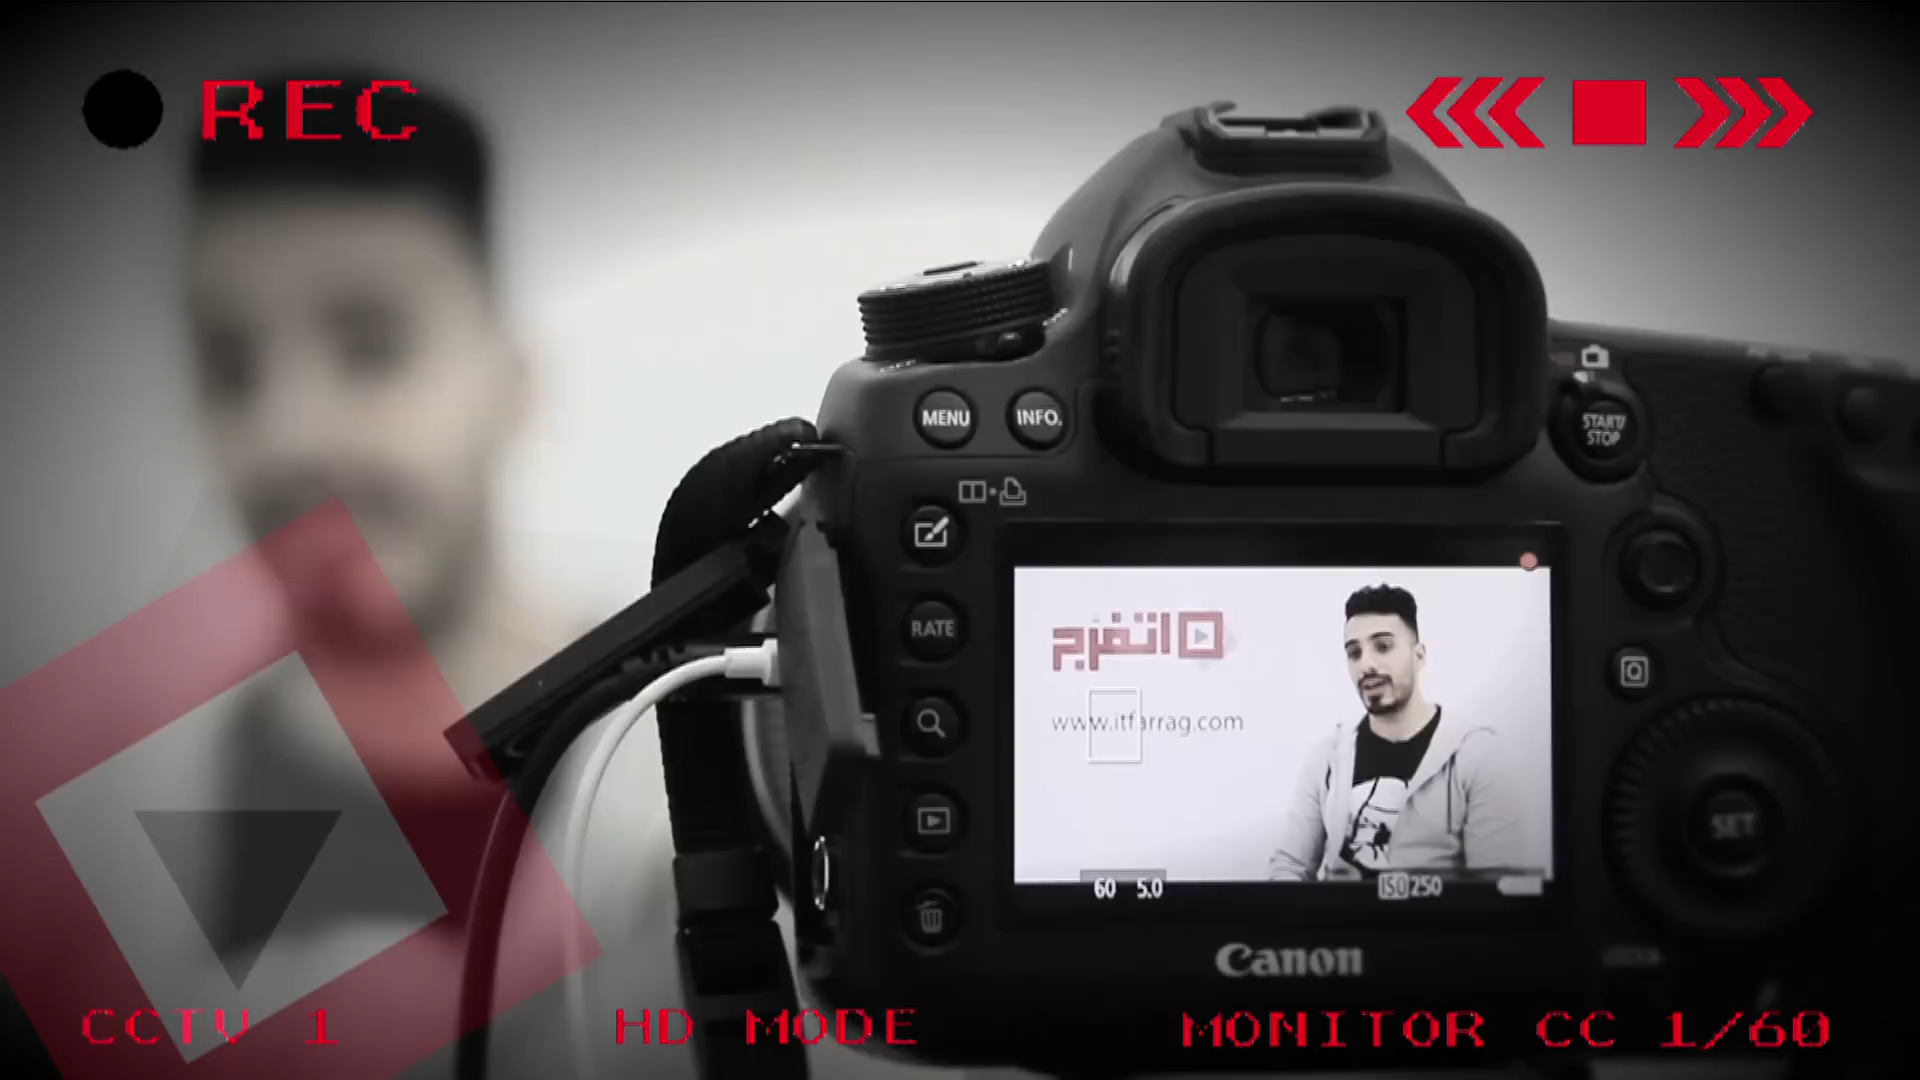 REC
MENU
INFO.
START/
STOP
RATE
اتفرج
www.itfarrag.com
Q
SET
60 5.0
ISO 250
Canon
CCTV 1
HD MODE
MONITOR CC 1/60